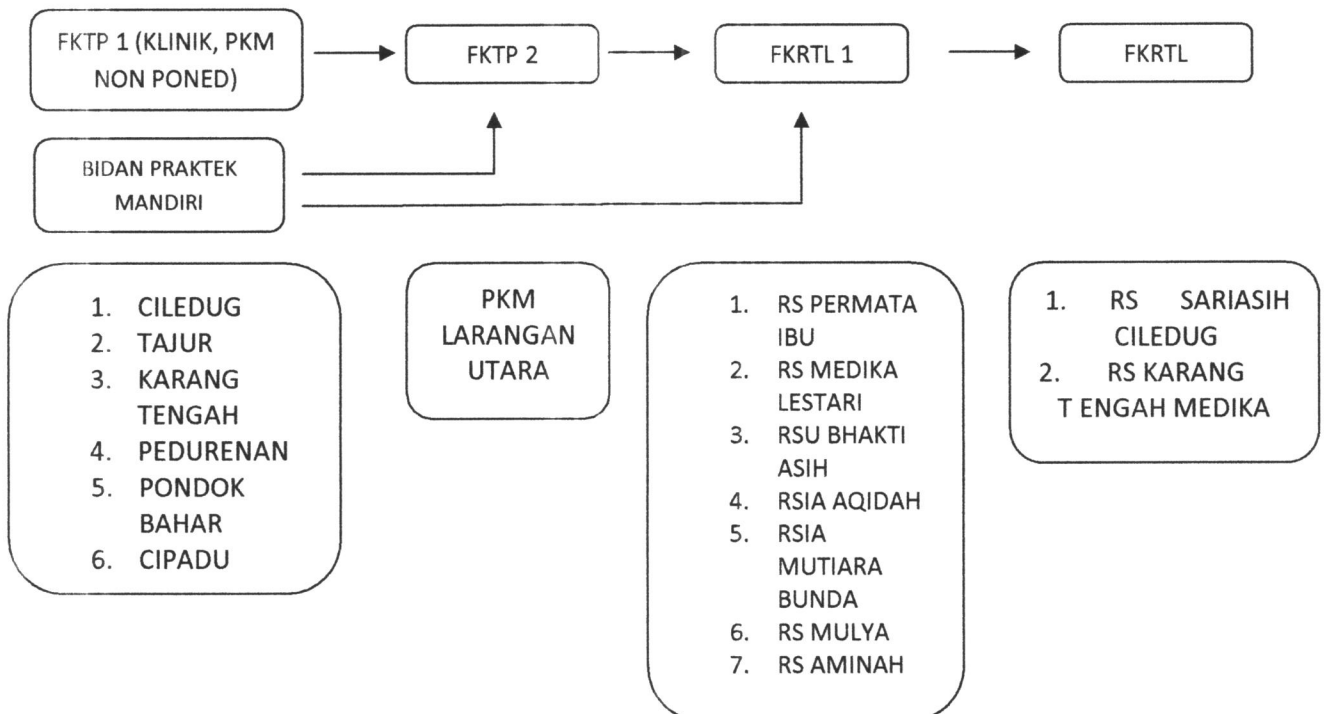 FKTP 1 (KLINIK, PKM
NON PONED)
FKTP 2
FKRTL 1
FKRTL
BIDAN PRAKTEK
MANDIRI
1. CILEDUG
2. TAJUR
3. KARANG
TENGAH
4. PEDURENAN
5. PONDOK
BAHAR
6. CIPADU
PKM
LARANGAN
UTARA
1. RS PERMATA
IBU
2. RS MEDIKA
LESTARI
3. RSU BHAKTI
ASIH
4. RSIA AQIDAH
5. RSIA
MUTIARA
BUNDA
6. RS MULYA
7. RS AMINAH
1. RS SARIASIH
CILEDUG
2. RS KARANG
T ENGAH MEDIKA